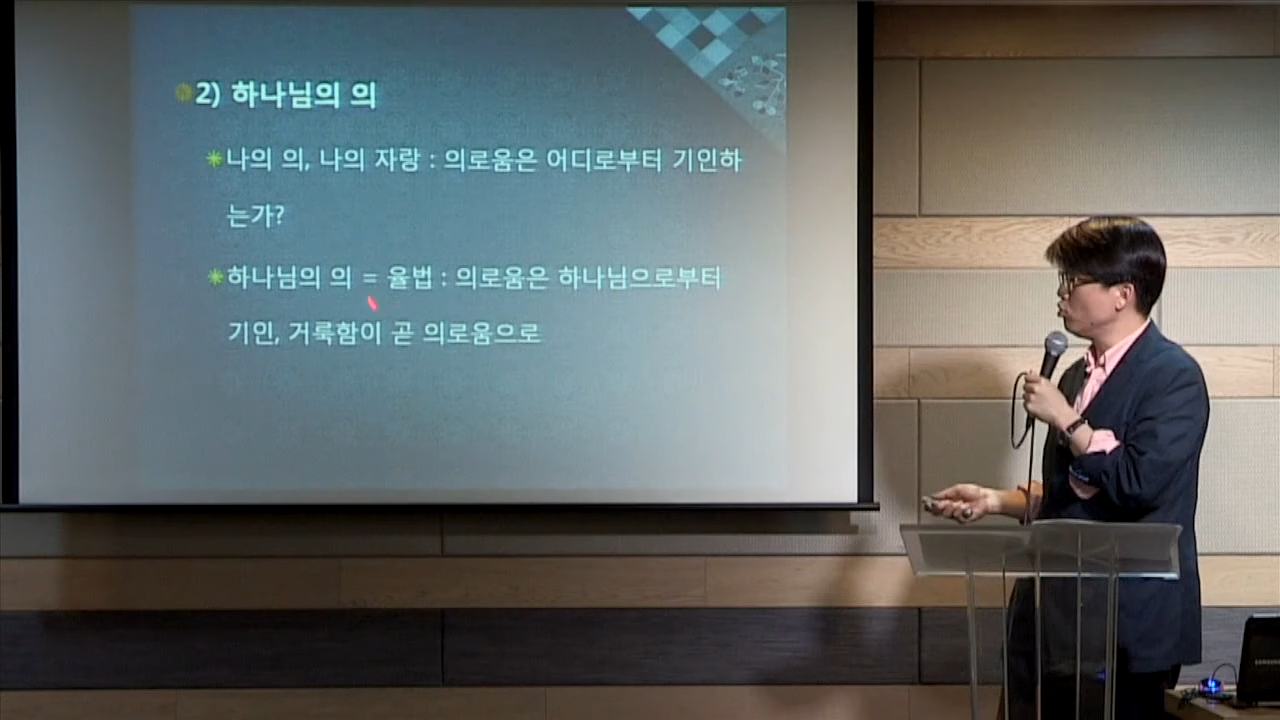 2) 하나님의 의
나의 의, 나의 자랑 : 의로움은 어디로부터 기인하
는가?
하나님의 의 = 율법 : 의로움은 하나님으로부터
기인, 거룩함이 곧 의로움으로
SAMSUNG